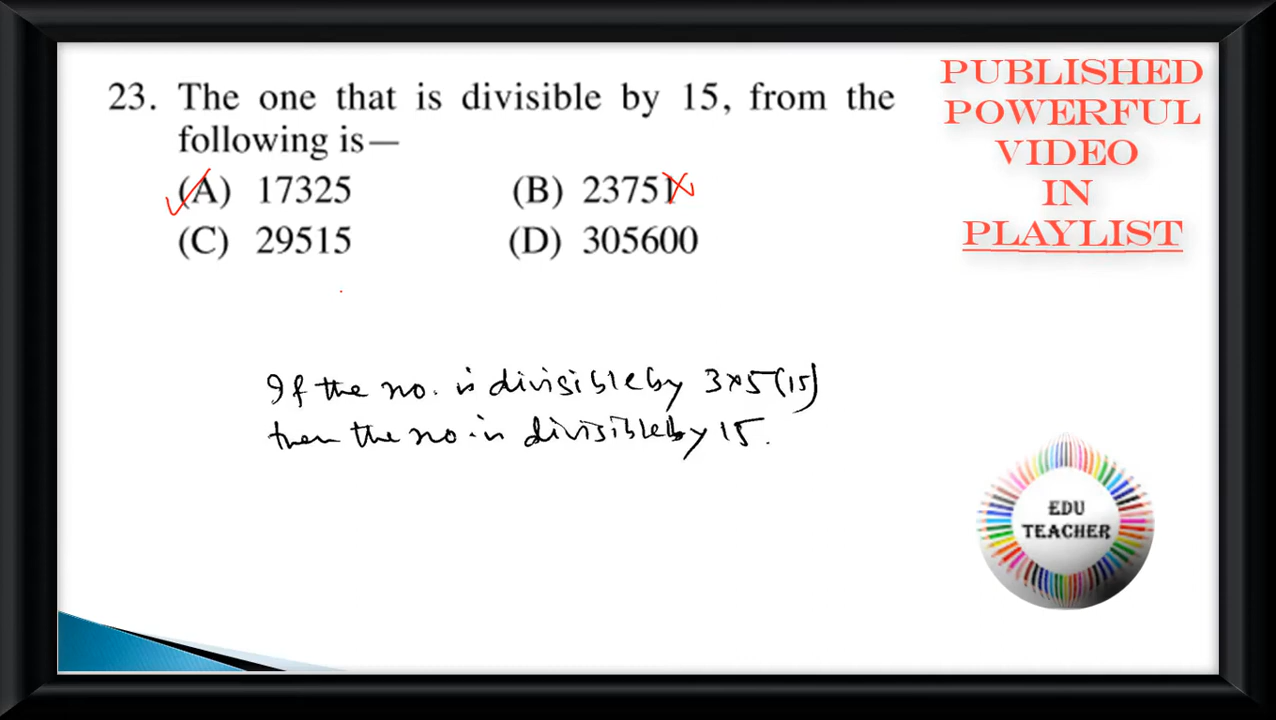 23. The one that is divisible by 15, from the
following is—
(A) 17325 (B) 23751
(C) 29515 (D) 305600
PUBLISHED
POWERFUL
VIDEO
IN
PLAYLIST
If the no. is divisible by 3×5(15)
then the no. is divisible by 15.
EDU
TEACHER